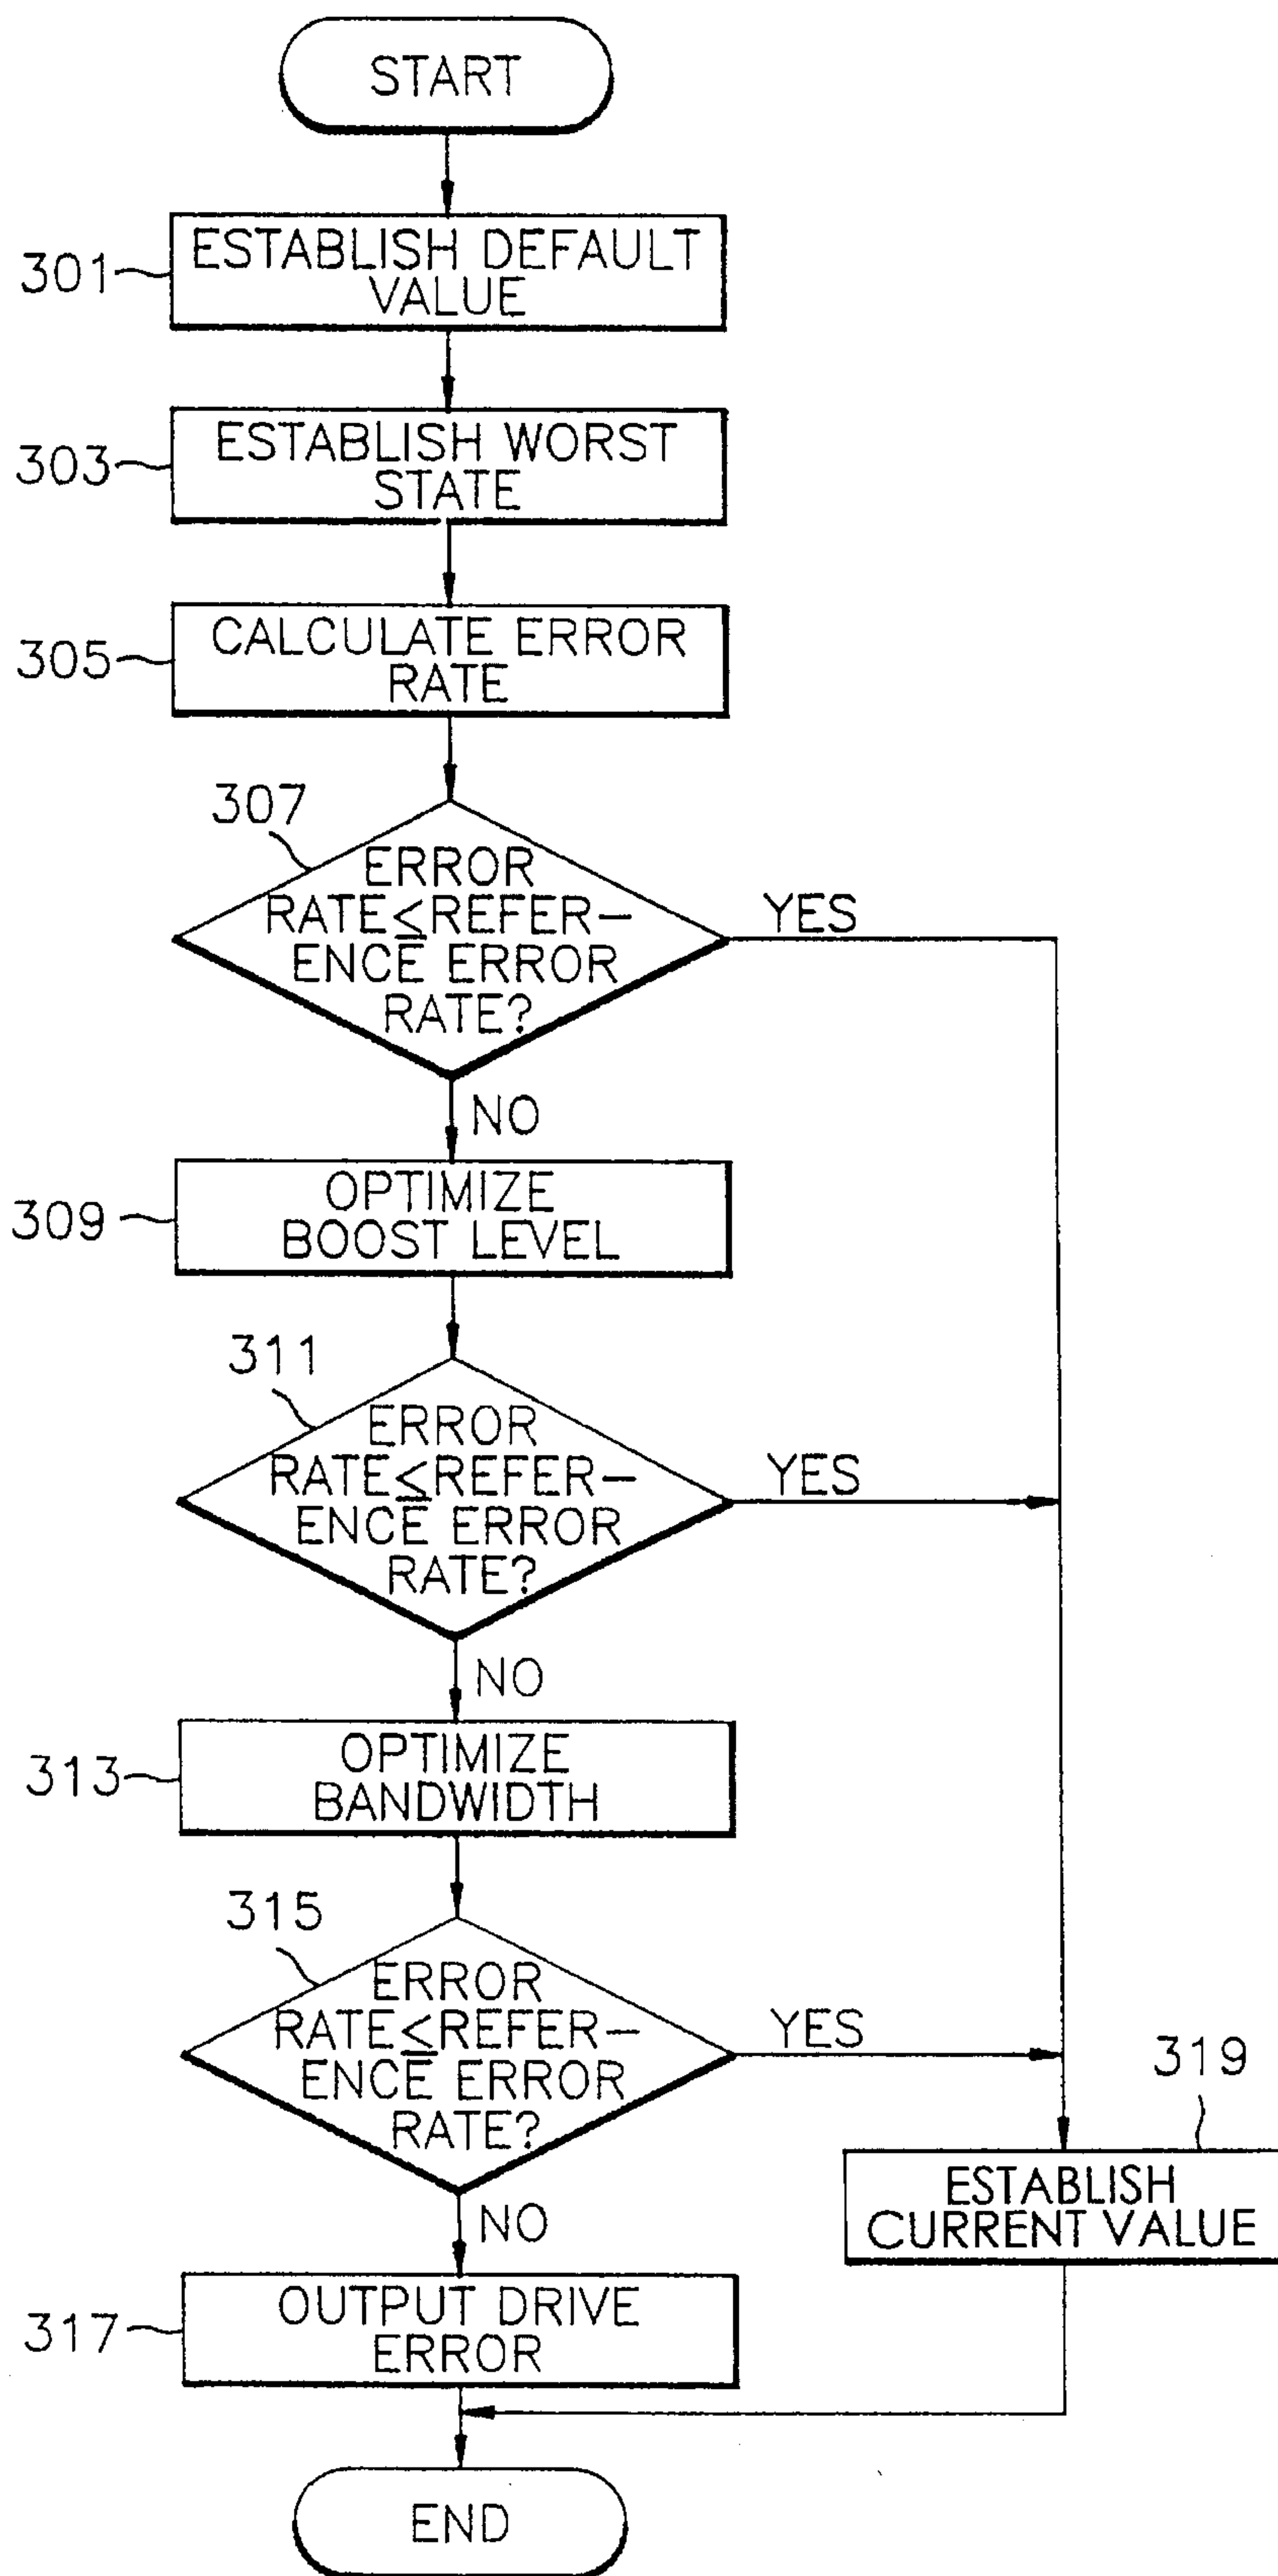 START
301
ESTABLISH DEFAULT
VALUE
303
ESTABLISH WORST
STATE
305
CALCULATE ERROR
RATE
307
ERROR
RATE≤REFER-
ENCE ERROR
RATE?
YES
NO
309
OPTIMIZE
BOOST LEVEL
311
ERROR
RATE≤REFER-
ENCE ERROR
RATE?
YES
NO
313
OPTIMIZE
BANDWIDTH
315
ERROR
RATE≤REFER-
ENCE ERROR
RATE?
YES
319
ESTABLISH
CURRENT VALUE
NO
317
OUTPUT DRIVE
ERROR
END